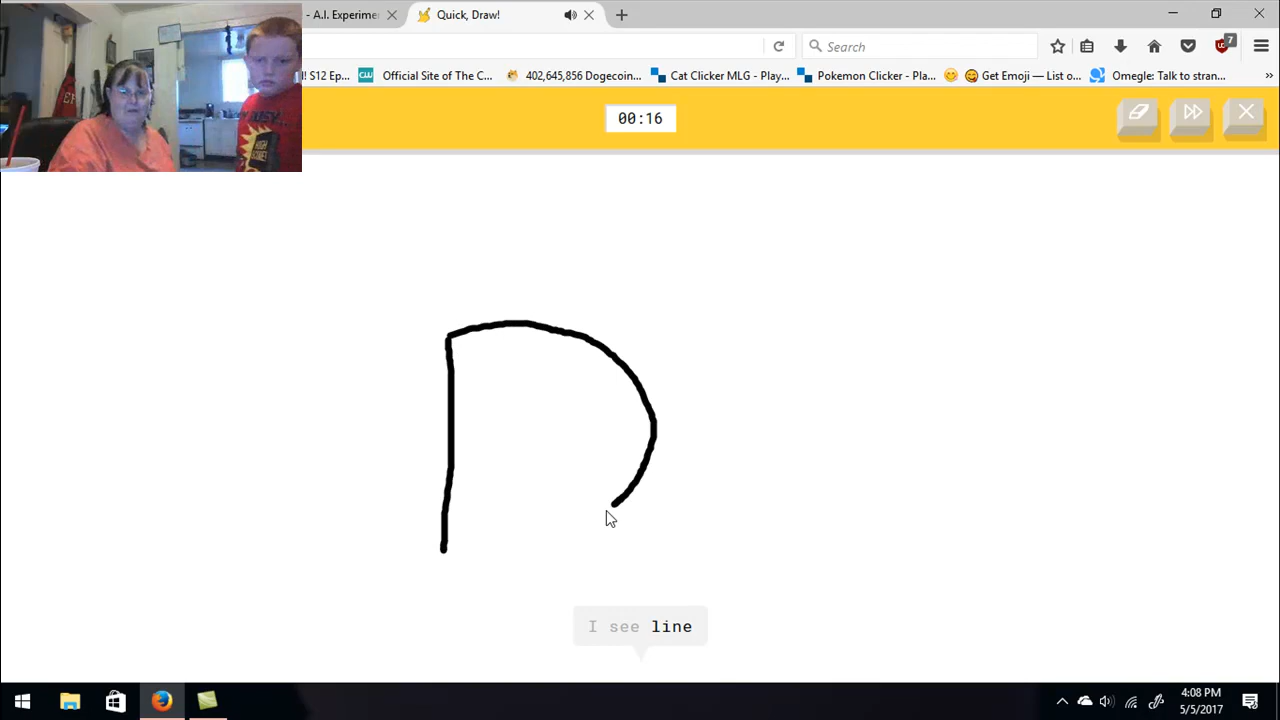 - A.I. Experime
Quick, Draw!
Search
7
! S12 Ep...
CW Official Site of The C...
402,645,856 Dogecoin...
Cat Clicker MLG - Play...
Pokemon Clicker - Pla...
Get Emoji — List o...
Omegle: Talk to stran...
»
00:16
I see line
4:08 PM
5/5/2017